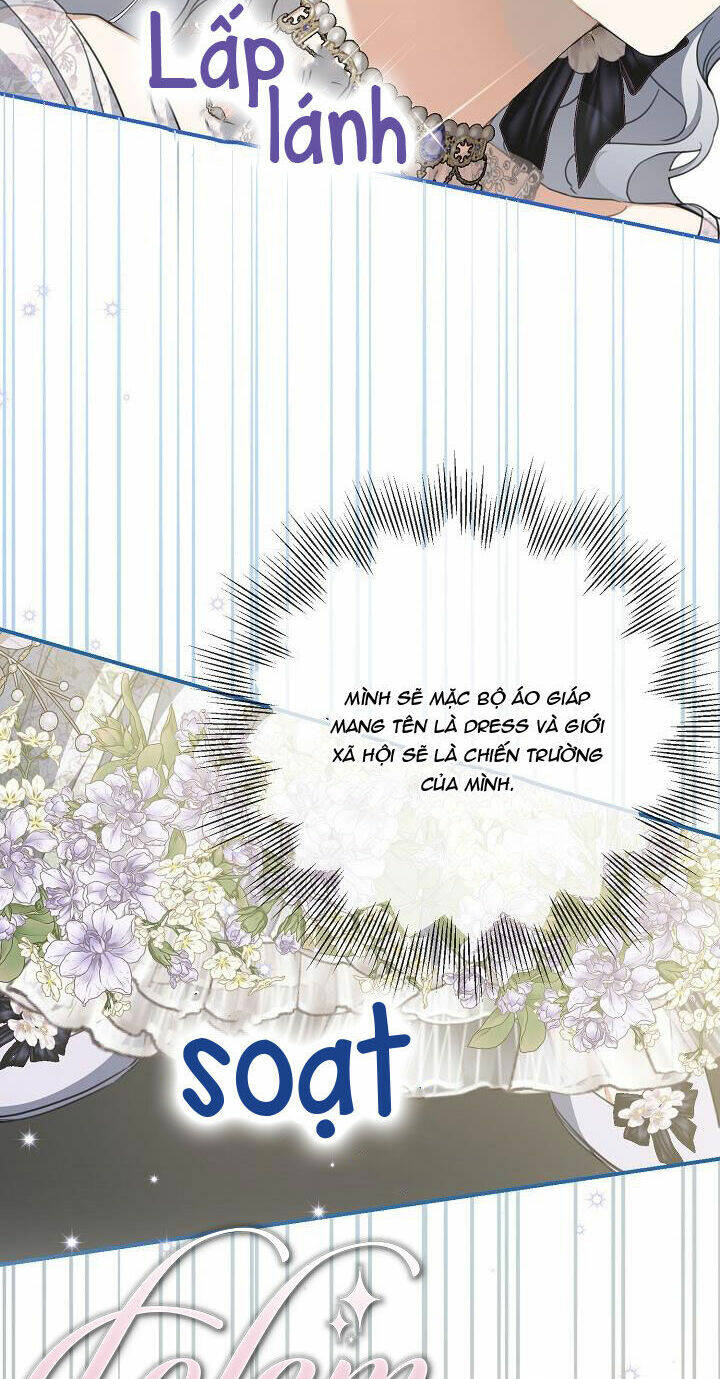 Lấp
lánh
MÌNH SẼ MẶC BỘ ÁO GIÁP
MANG TÊN LÀ DRESS VÀ GIỚI
XÃ HỘI SẼ LÀ CHIẾN TRƯỜNG
CỦA MÌNH.
soạt